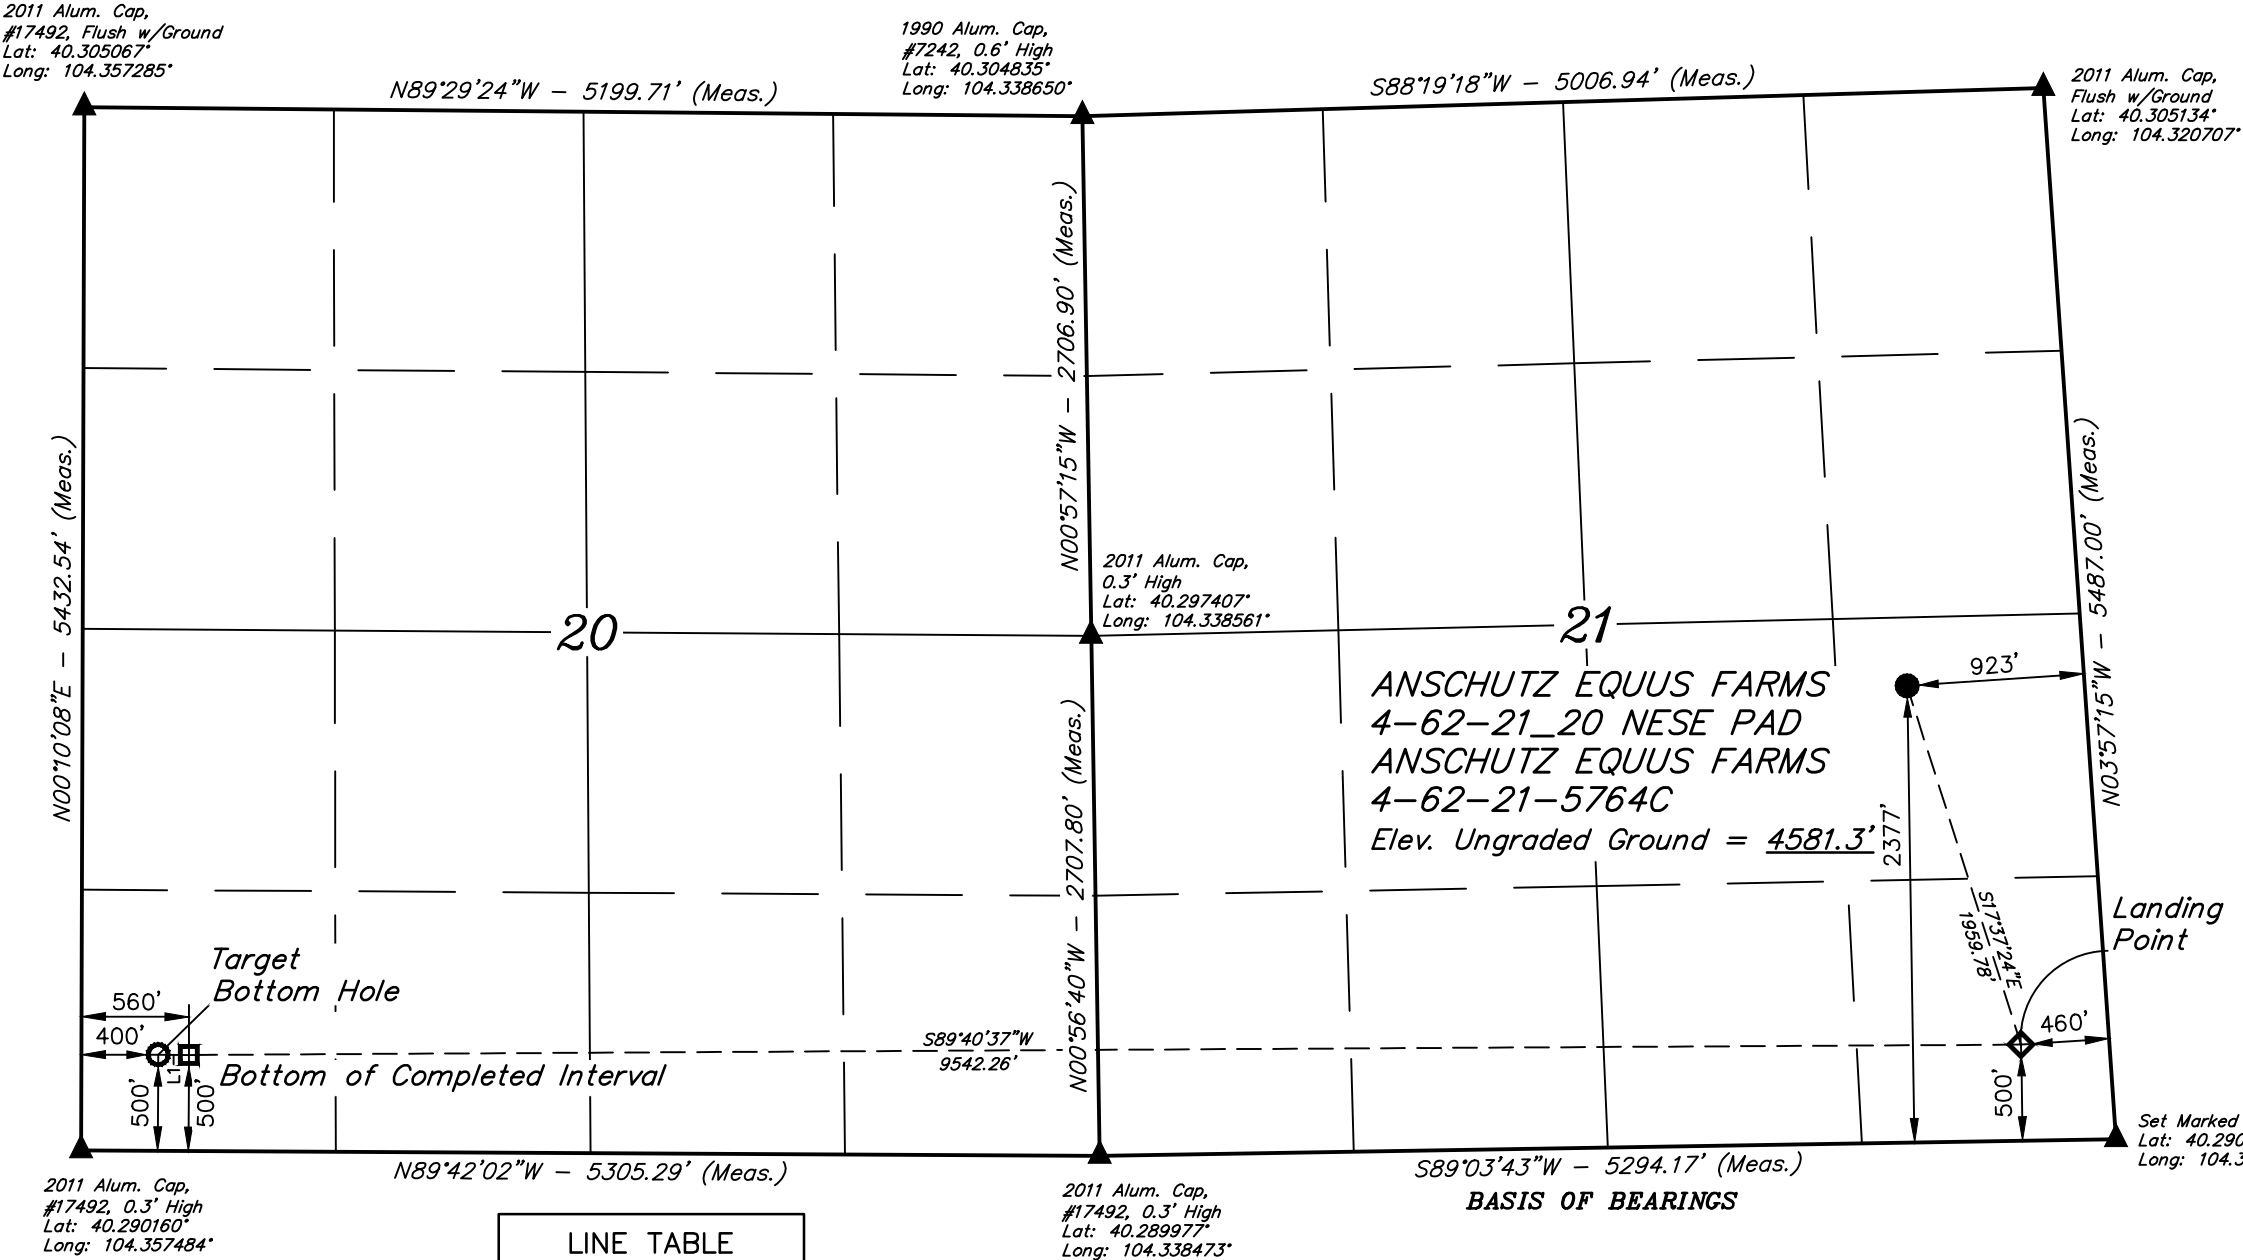 2011 Alum. Cap,
#17492, Flush w/Ground
Lat: 40.305067°
Long: 104.357285°
1990 Alum. Cap,
#7242, 0.6' High
Lat: 40.304835°
Long: 104.338650°
2011 Alum. Cap,
Flush w/Ground
Lat: 40.305134°
Long: 104.320707°
N89°29'24"W - 5199.71' (Meas.)
S88°19'18"W - 5006.94' (Meas.)
N00°10'08"E - 5432.54' (Meas.)
N00°57'15"W - 2706.90' (Meas.)
N03°57'15"W - 5487.00' (Meas.)
2011 Alum. Cap,
0.3' High
Lat: 40.297407°
Long: 104.338561°
20
21
923'
ANSCHUTZ EQUUS FARMS
4-62-21_20 NESE PAD
ANSCHUTZ EQUUS FARMS
4-62-21-5764C
Elev. Ungraded Ground = 4581.3'
2377'
N00°56'40"W - 2707.80' (Meas.)
S17°37'24"E
1959.78'
Landing
Point
Target
Bottom Hole
560'
400'
L1
500'
500'
Bottom of Completed Interval
S89°40'37"W
9542.26'
460'
500'
N89°42'02"W - 5305.29' (Meas.)
S89°03'43"W - 5294.17' (Meas.)
BASIS OF BEARINGS
Set Marked
Lat: 40.290
Long: 104.3
2011 Alum. Cap,
#17492, 0.3' High
Lat: 40.290160°
Long: 104.357484°
2011 Alum. Cap,
#17492, 0.3' High
Lat: 40.289977°
Long: 104.338473°
LINE TABLE